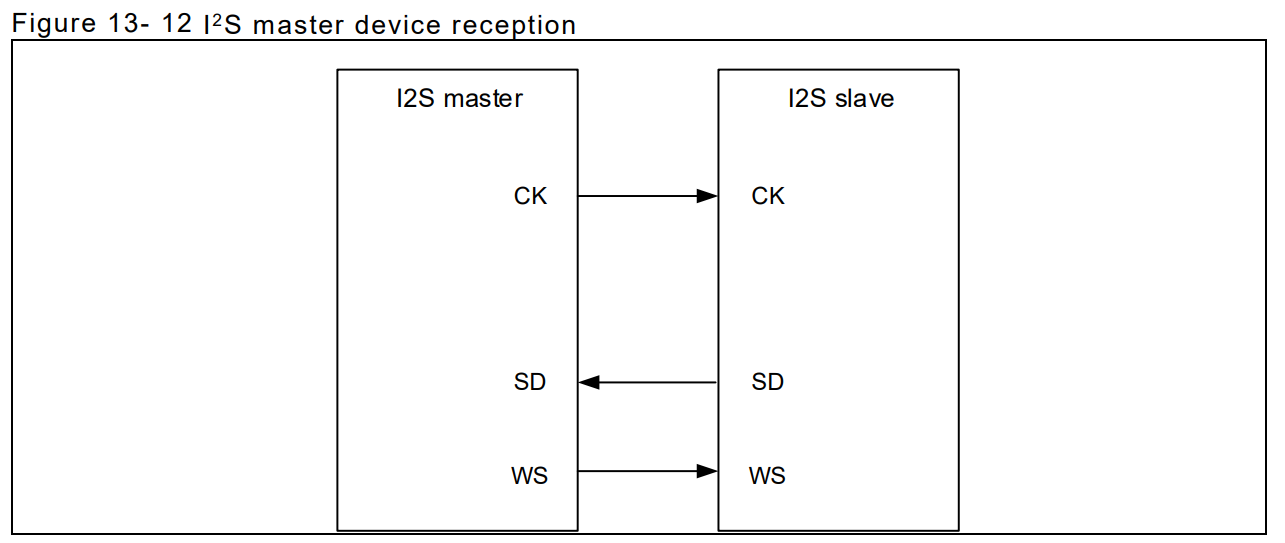 Figure 13- 12 I²S master device reception
I2S master
I2S slave
CK
CK
SD
SD
WS
WS